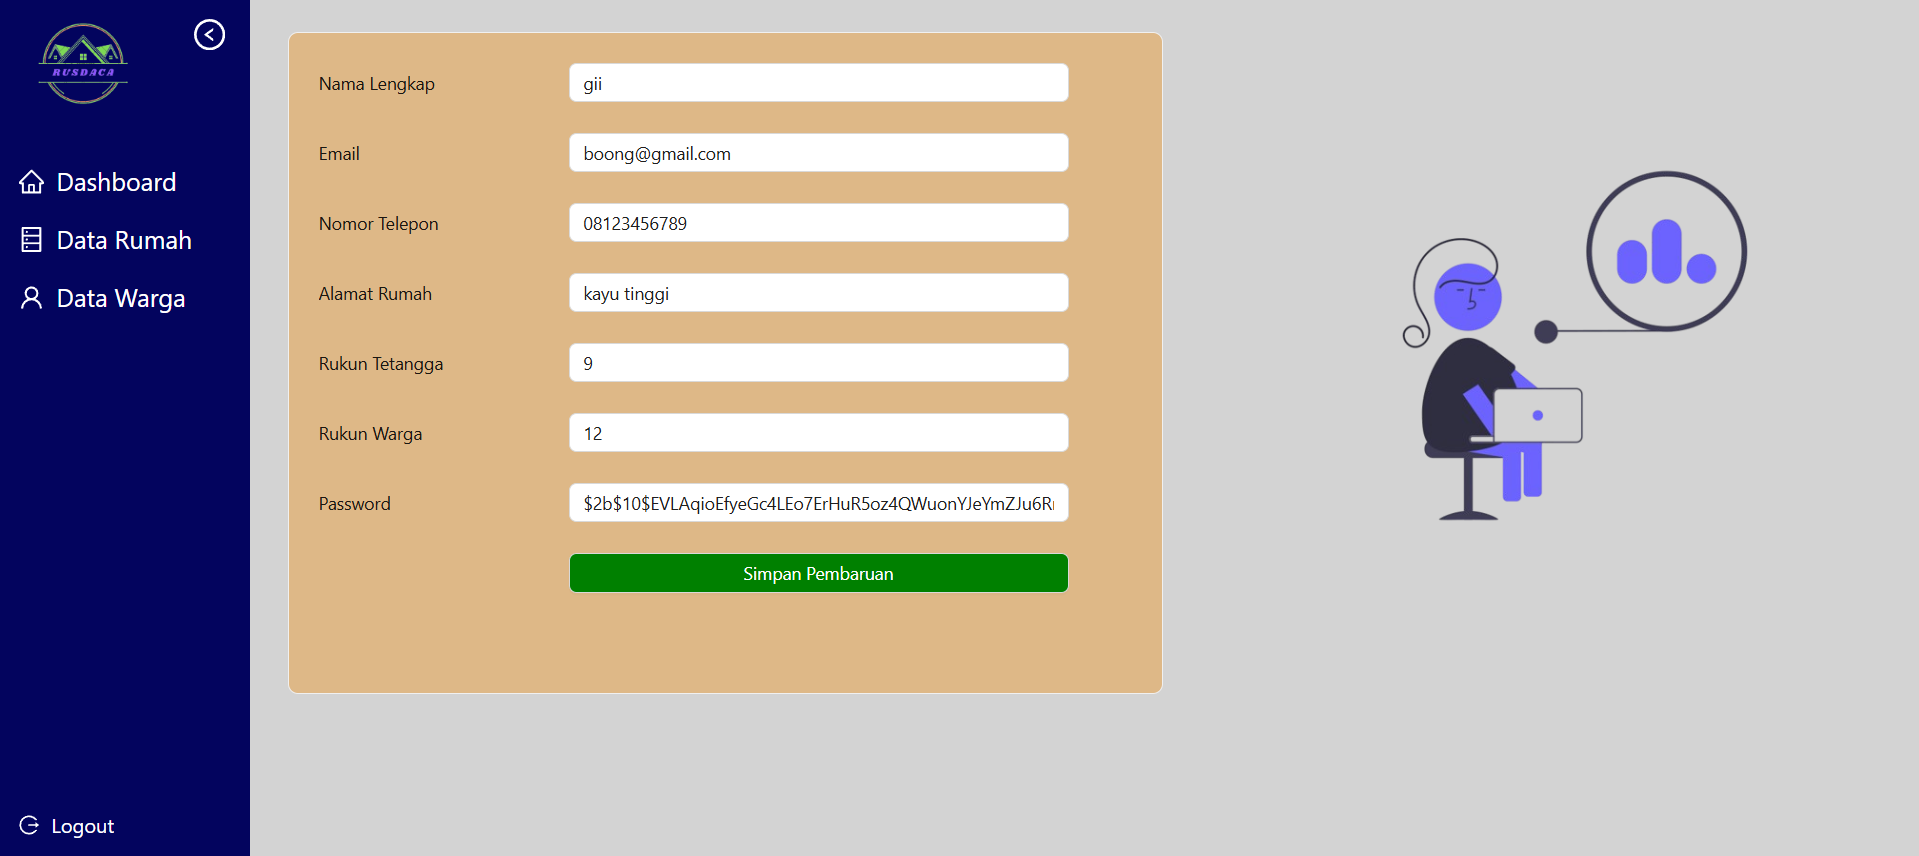 RUSDACA
Dashboard
Data Rumah
Data Warga
Logout
Nama Lengkap gii
Email boong@gmail.com
Nomor Telepon 08123456789
Alamat Rumah kayu tinggi
Rukun Tetangga 9
Rukun Warga 12
Password $2b$10$EVLAqioEfyeGc4LEo7ErHuR5oz4QWuonYJeYmZJu6R
Simpan Pembaruan